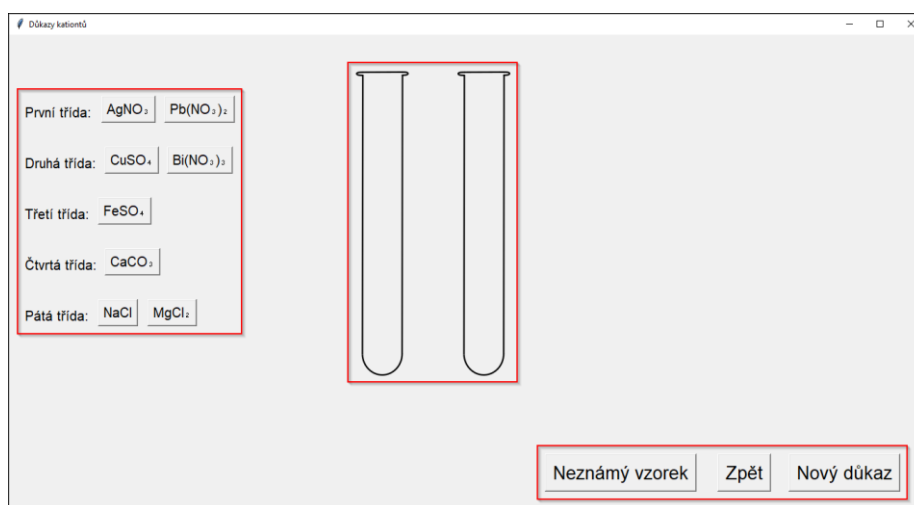 Důkazy kationtů
První třída: AgNO₃ Pb(NO₃)₂
Druhá třída: CuSO₄ Bi(NO₃)₃
Třetí třída: FeSO₄
Čtvrtá třída: CaCO₃
Pátá třída: NaCl MgCl₂
Neznámý vzorek Zpět Nový důkaz